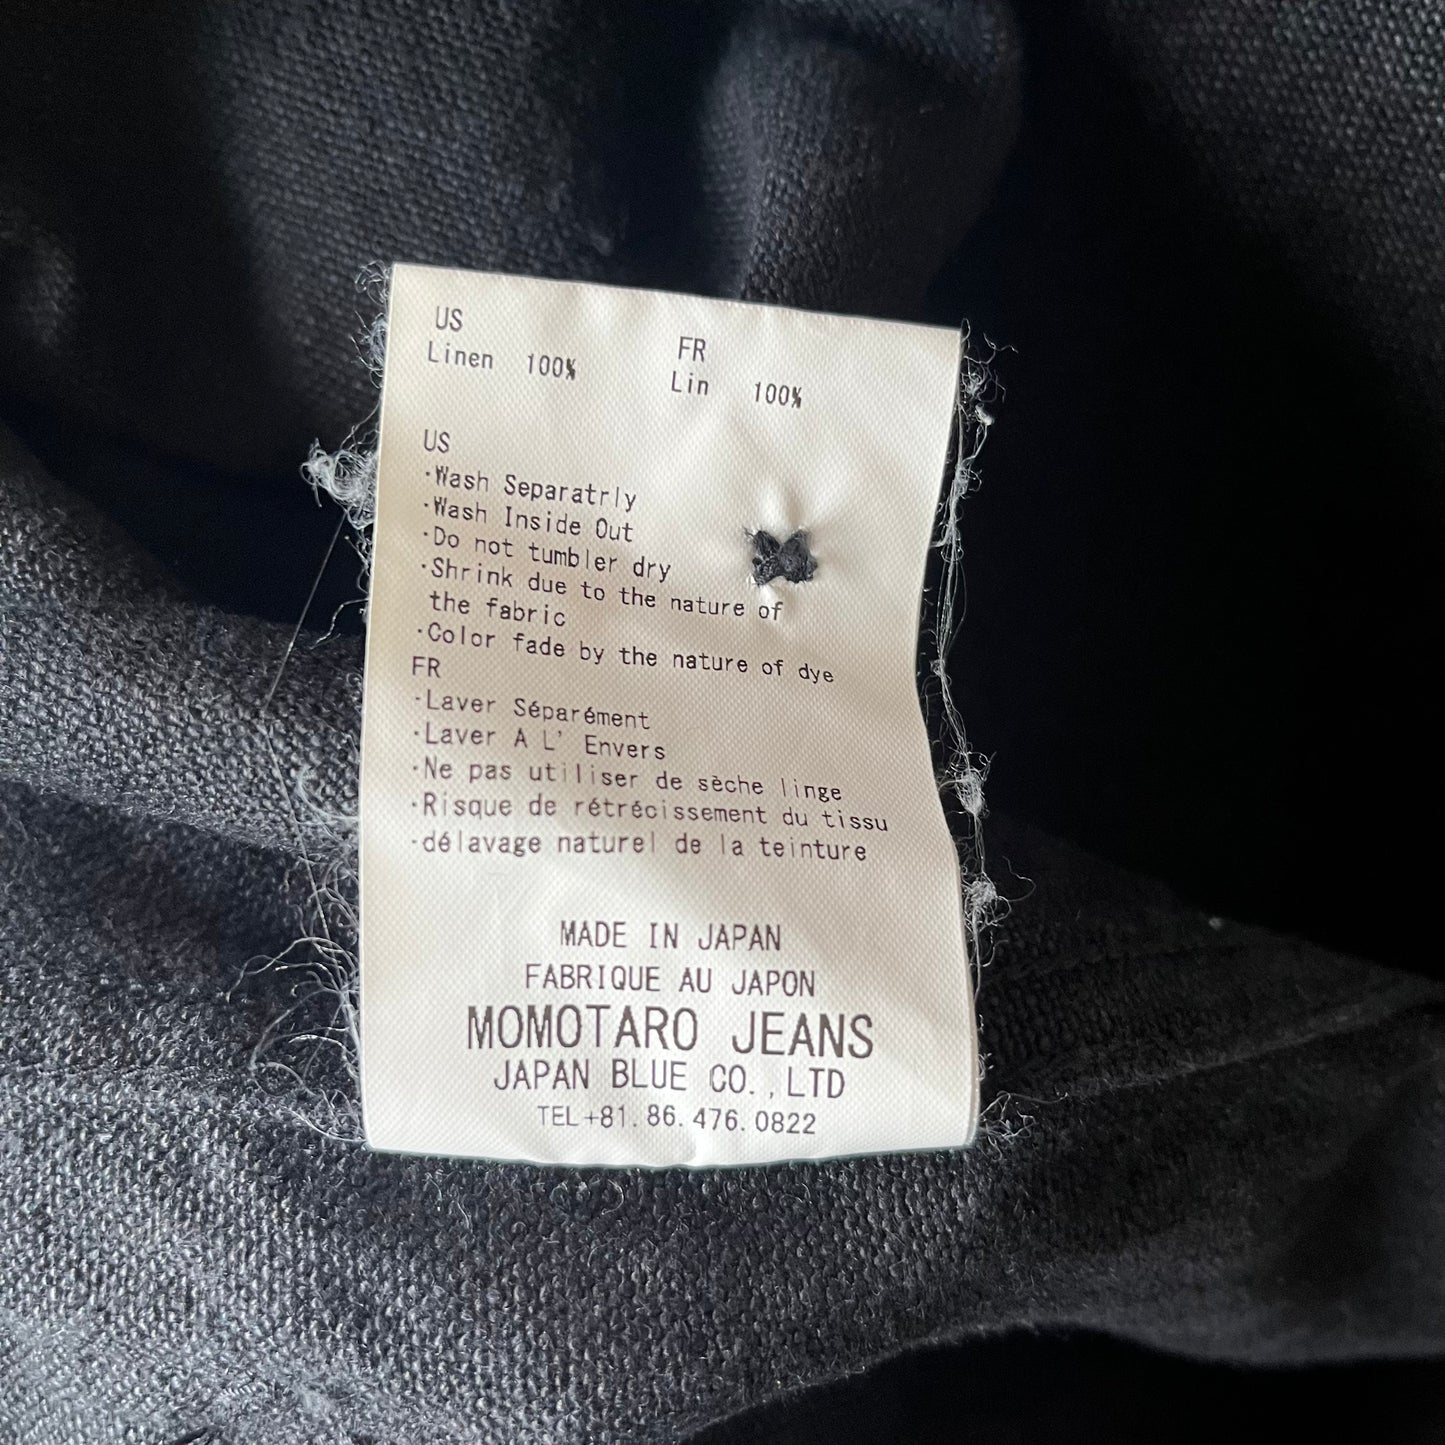 US
Linen 100%
FR
Lin 100%
US
·Wash Separatrly
·Wash Inside Out
·Do not tumbler dry
·Shrink due to the nature of
the fabric
·Color fade by the nature of dye
FR
·Laver Séparément
·Laver A L' Envers
·Ne pas utiliser de sèche linge
·Risque de rétrécissement du tissu
·délavage naturel de la teinture
MADE IN JAPAN
FABRIQUE AU JAPON
MOMOTARO JEANS
JAPAN BLUE CO.,LTD
TEL+81.86.476.0822